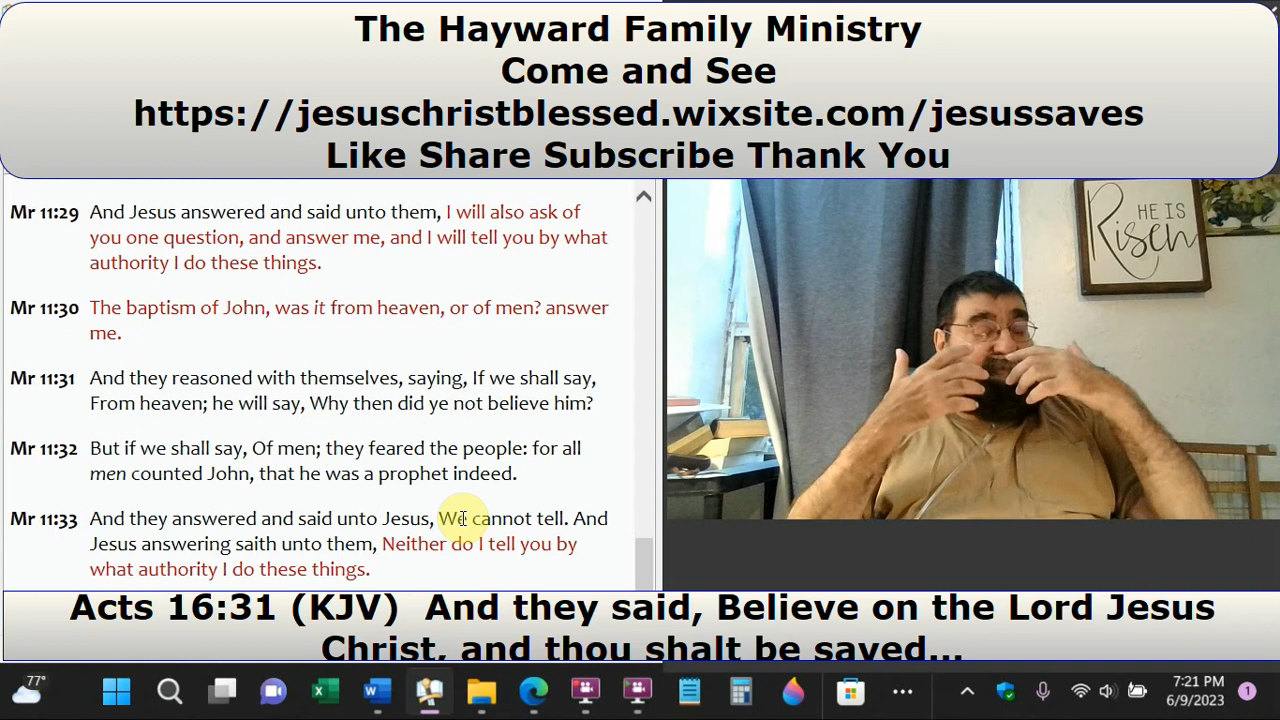 The Hayward Family Ministry
Come and See
https://jesuschristblessed.wixsite.com/jesussaves
Like Share Subscribe Thank You
Mr 11:29 And Jesus answered and said unto them, I will also ask of
you one question, and answer me, and I will tell you by what
authority I do these things.
Mr 11:30 The baptism of John, was it from heaven, or of men? answer
me.
Mr 11:31 And they reasoned with themselves, saying, If we shall say,
From heaven; he will say, Why then did ye not believe him?
Mr 11:32 But if we shall say, Of men; they feared the people: for all
men counted John, that he was a prophet indeed.
Mr 11:33 And they answered and said unto Jesus, We cannot tell. And
Jesus answering saith unto them, Neither do I tell you by
what authority I do these things.
HE IS
Risen
Acts 16:31 (KJV) And they said, Believe on the Lord Jesus
Christ, and thou shalt be saved...
77°
7:21 PM
6/9/2023
1